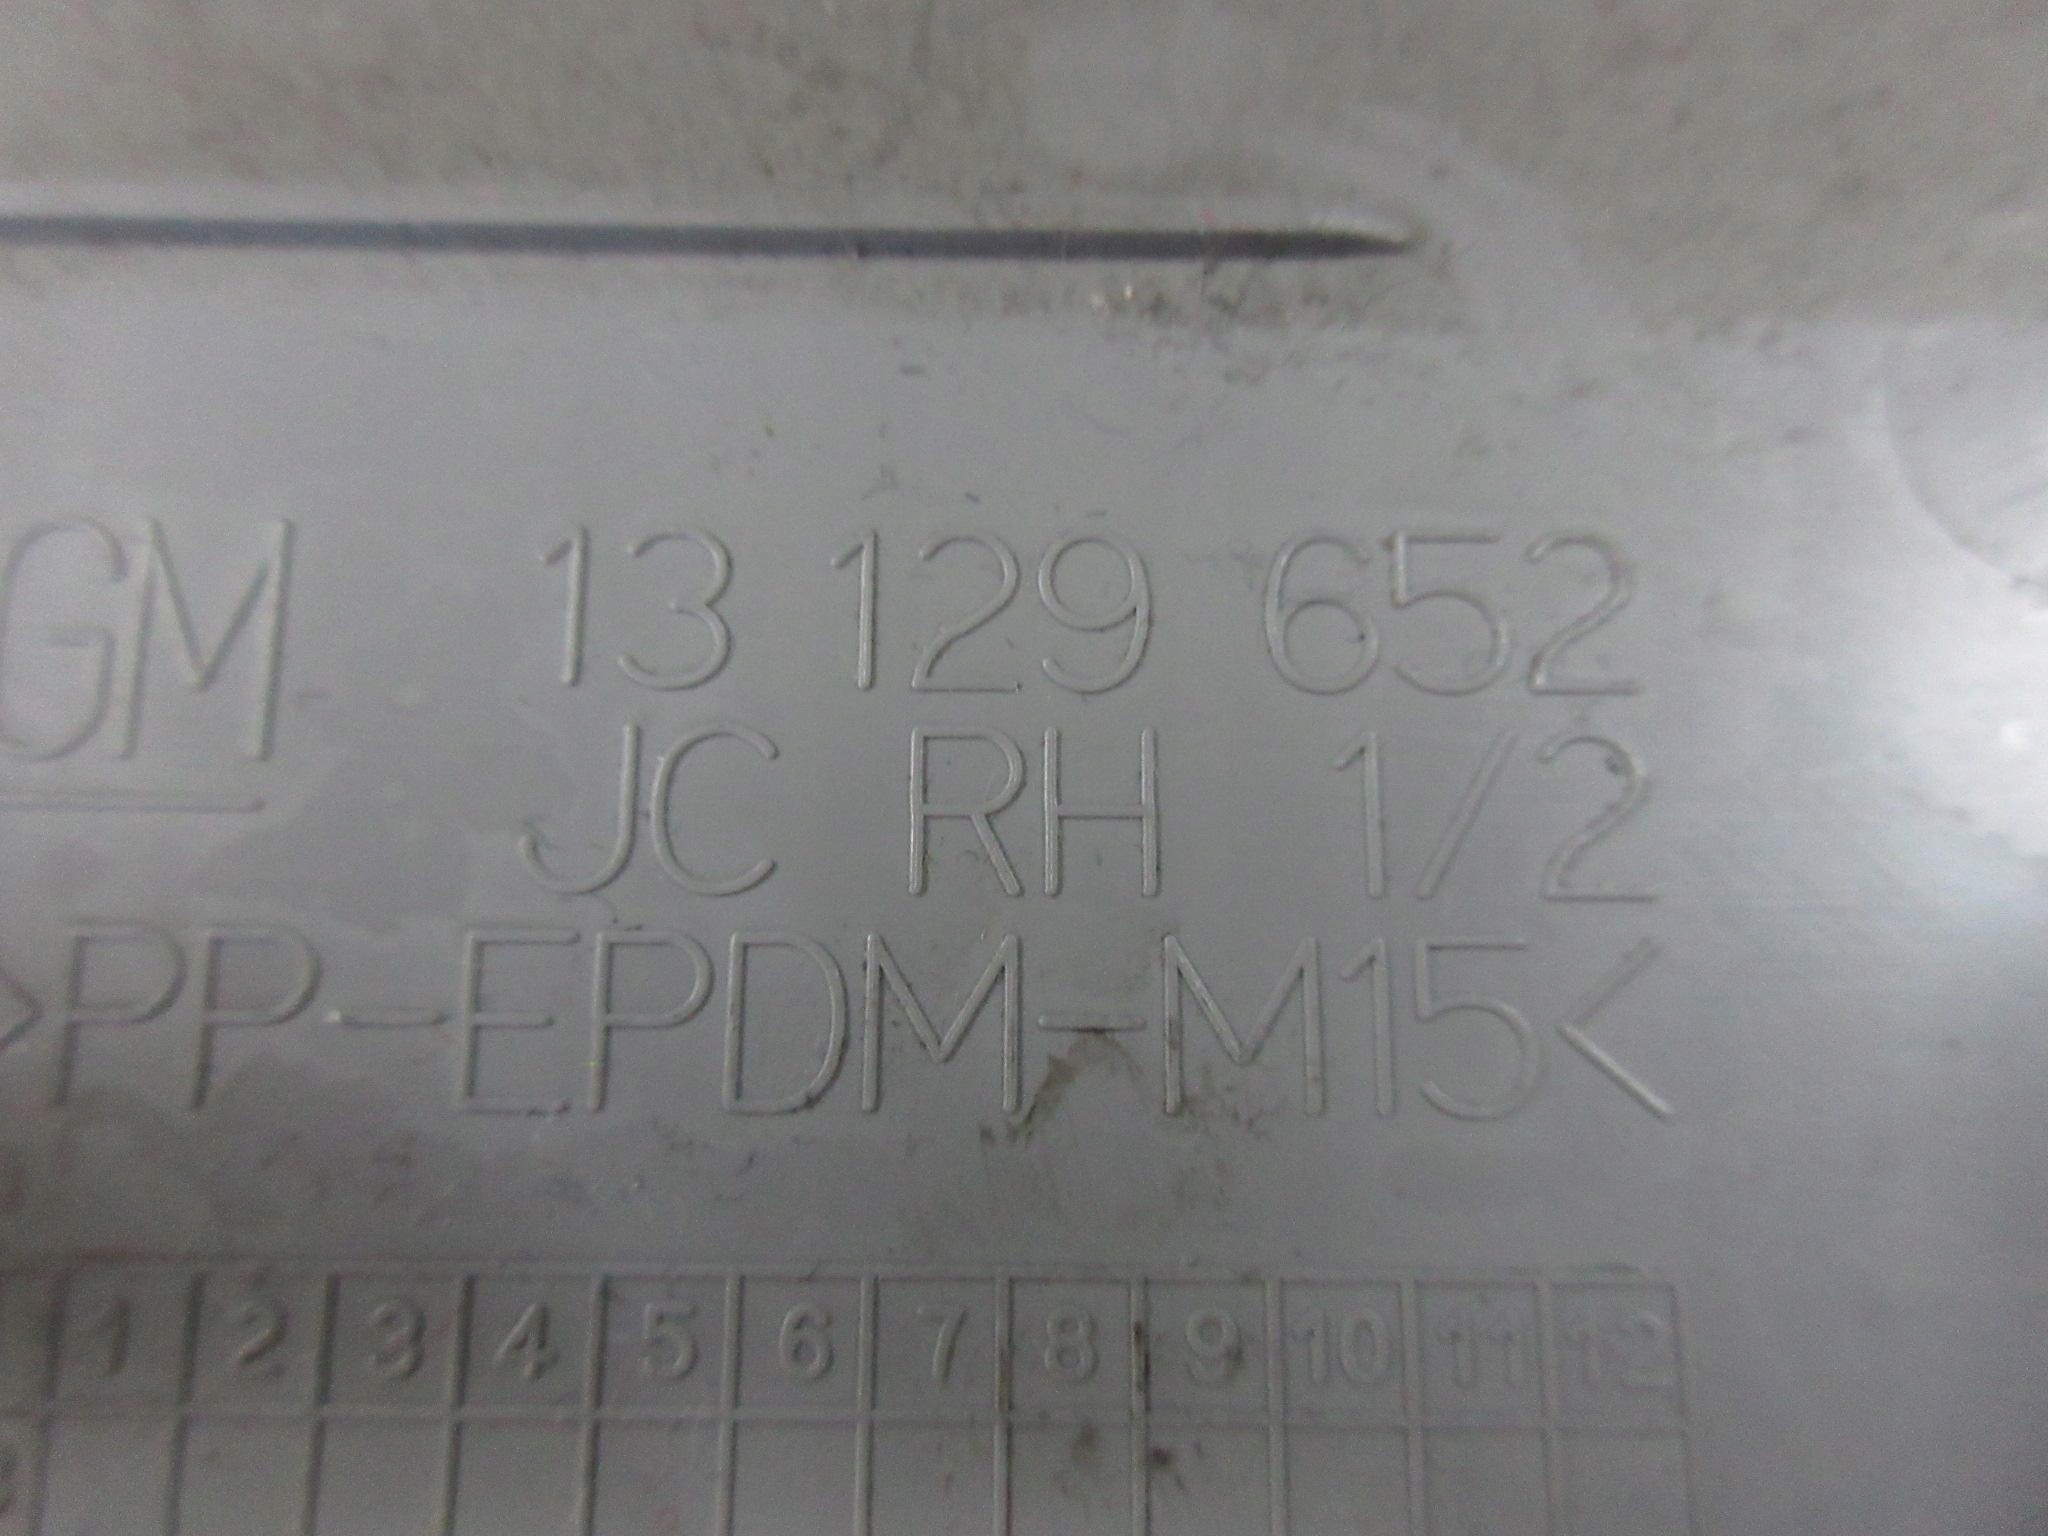 GM 13 129 652
JC RH 1/2
>PP-EPDM-M15<
1 2 3 4 5 6 7 8 9 10 11 12